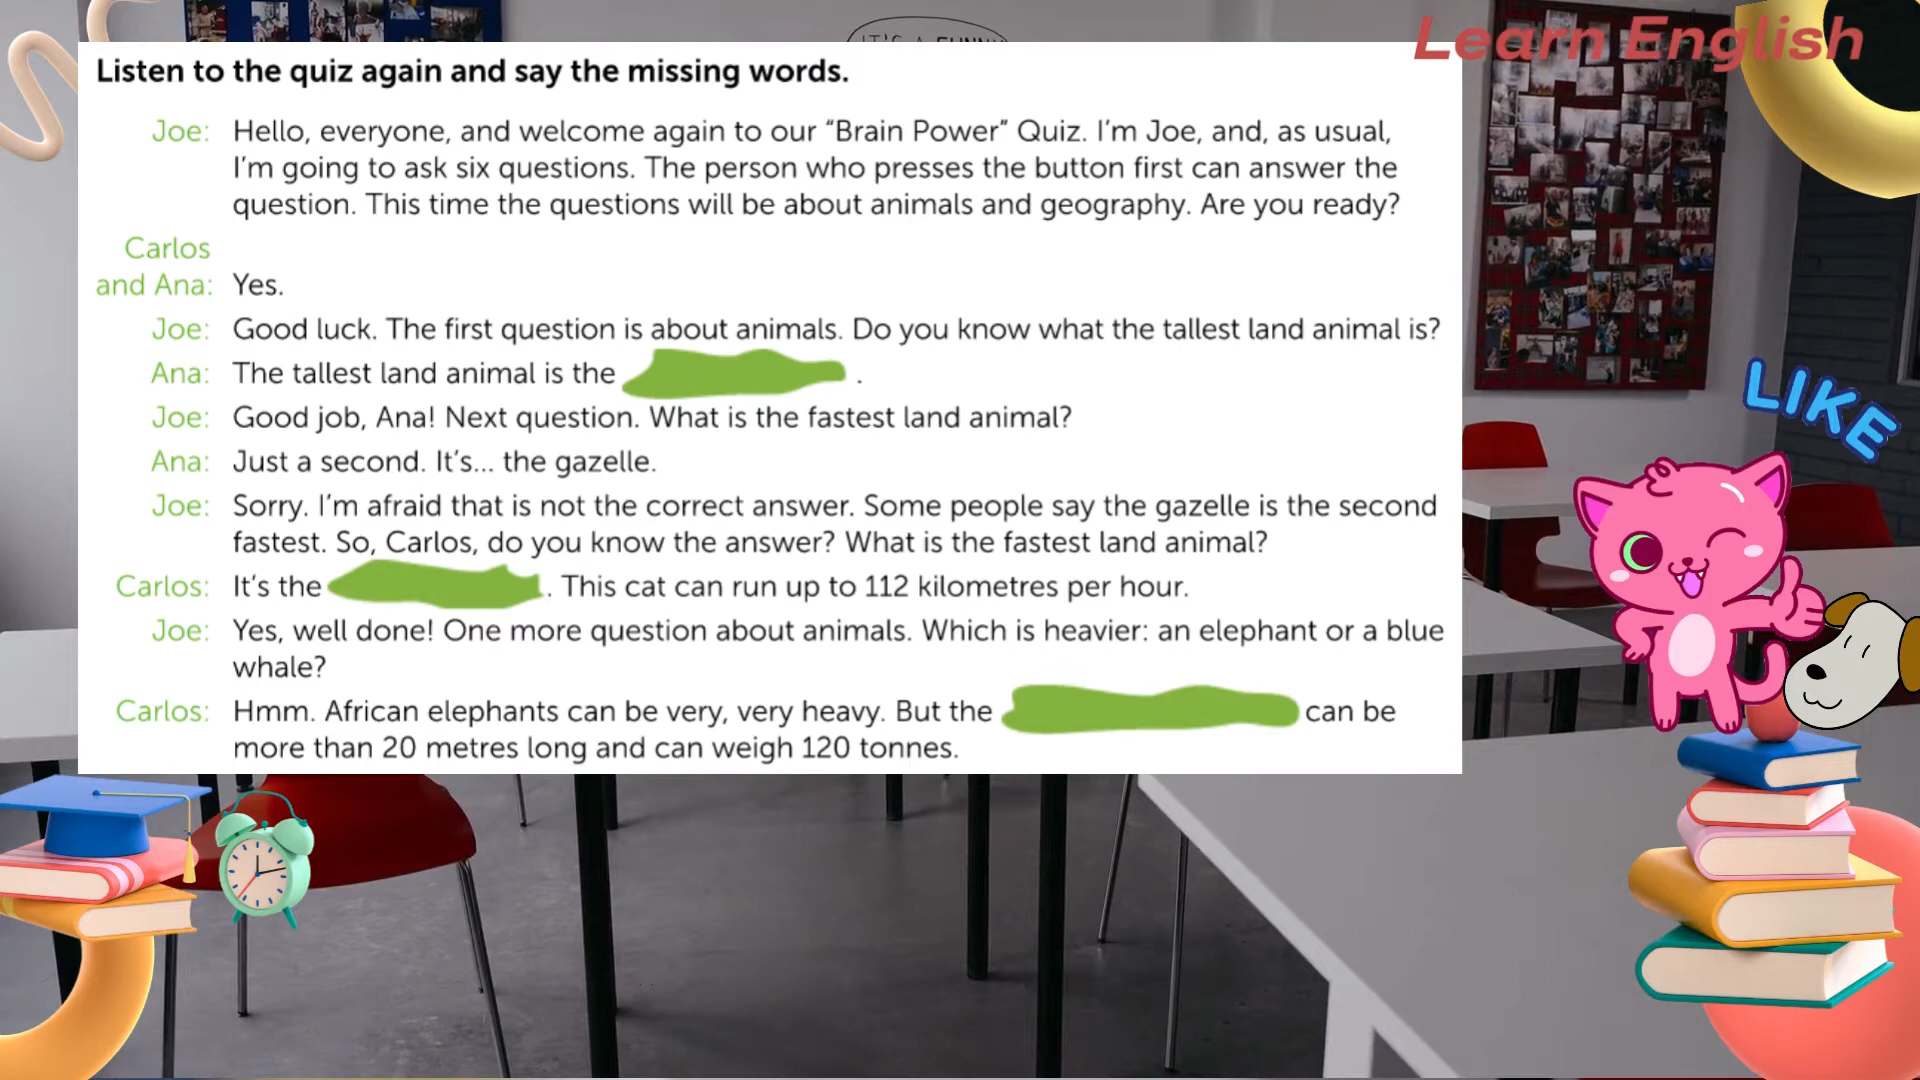 IT'S A FUNNY
Learn English
Listen to the quiz again and say the missing words.
Joe: Hello, everyone, and welcome again to our “Brain Power” Quiz. I’m Joe, and, as usual,
I’m going to ask six questions. The person who presses the button first can answer the
question. This time the questions will be about animals and geography. Are you ready?
Carlos
and Ana: Yes.
Joe: Good luck. The first question is about animals. Do you know what the tallest land animal is?
Ana: The tallest land animal is the .
Joe: Good job, Ana! Next question. What is the fastest land animal?
Ana: Just a second. It’s... the gazelle.
Joe: Sorry. I’m afraid that is not the correct answer. Some people say the gazelle is the second
fastest. So, Carlos, do you know the answer? What is the fastest land animal?
Carlos: It’s the . This cat can run up to 112 kilometres per hour.
Joe: Yes, well done! One more question about animals. Which is heavier: an elephant or a blue
whale?
Carlos: Hmm. African elephants can be very, very heavy. But the can be
more than 20 metres long and can weigh 120 tonnes.
LIKE